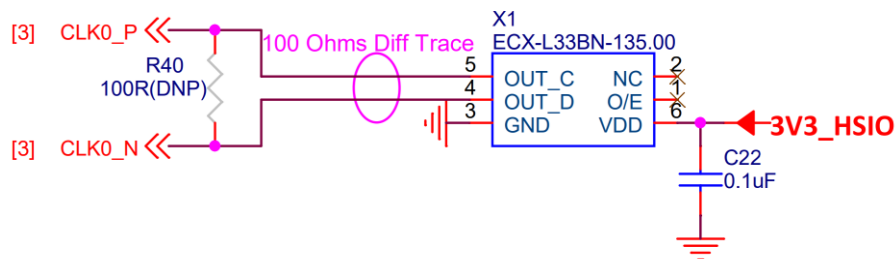 [3] CLK0_P
R40
100R(DNP)
[3] CLK0_N
100 Ohms Diff Trace
X1
ECX-L33BN-135.00
5 OUT_C NC 2
4 OUT_D O/E 1
3 GND VDD 6
3V3_HSIO
C22
0.1uF